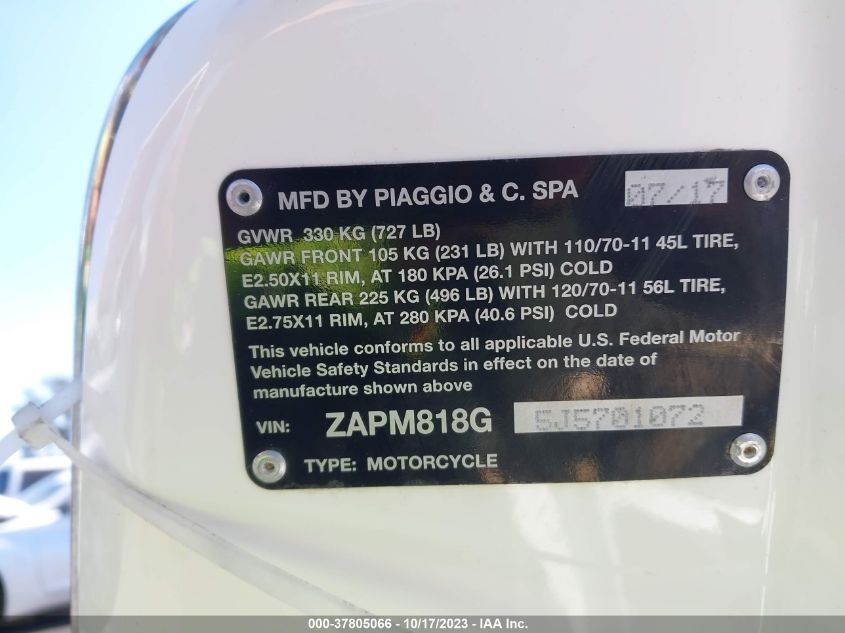 MFD BY PIAGGIO & C. SPA 07/17
GVWR 330 KG (727 LB)
GAWR FRONT 105 KG (231 LB) WITH 110/70-11 45L TIRE,
E2.50X11 RIM, AT 180 KPA (26.1 PSI) COLD
GAWR REAR 225 KG (496 LB) WITH 120/70-11 56L TIRE,
E2.75X11 RIM, AT 280 KPA (40.6 PSI) COLD
This vehicle conforms to all applicable U.S. Federal Motor
Vehicle Safety Standards in effect on the date of
manufacture shown above
VIN: ZAPM818G 5J5701072
TYPE: MOTORCYCLE
000-37805066 - 10/17/2023 - IAA Inc.